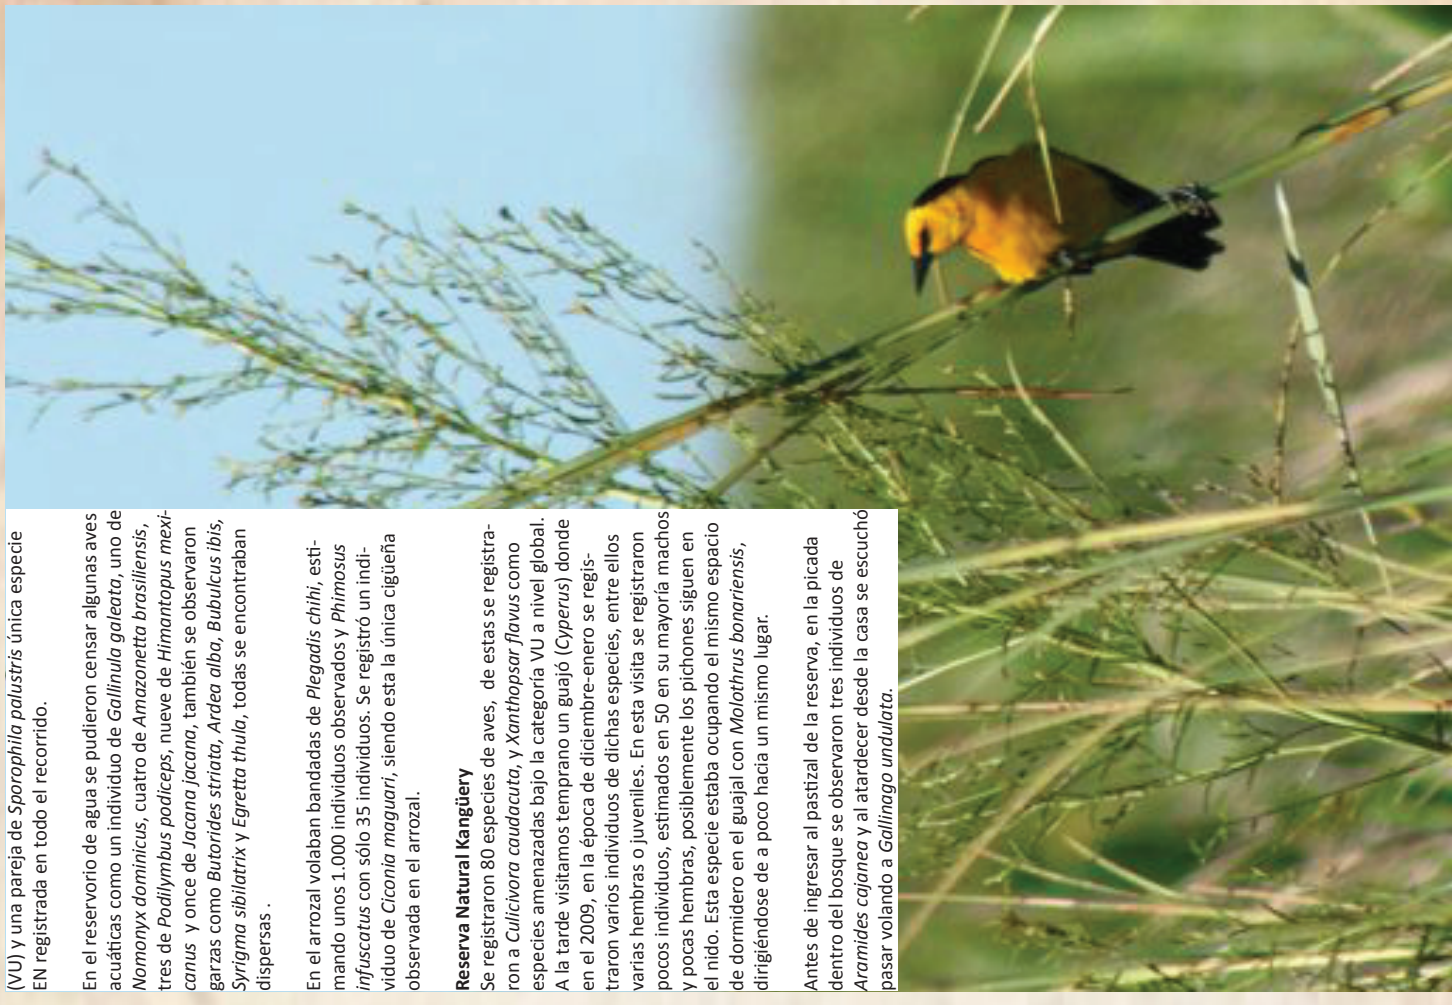 (VU) y una pareja de Sporophila palustris única especie
EN registrada en todo el recorrido.
En el reservorio de agua se pudieron censar algunas aves
acuáticas como un individuo de Gallinula galeata, uno de
Nomonyx dominicus, cuatro de Amazonetta brasiliensis,
tres de Podilymbus podiceps, nueve de Himantopus mexi-
canus y once de Jacana jacana, también se observaron
garzas como Butorides striata, Ardea alba, Bubulcus ibis,
Syrigma sibilatrix y Egretta thula, todas se encontraban
dispersas .
En el arrozal volaban bandadas de Plegadis chihi, esti-
mando unos 1.000 individuos observados y Phimosus
infuscatus con sólo 35 individuos. Se registró un indi-
viduo de Ciconia maguari, siendo esta la única cigüeña
observada en el arrozal.
Reserva Natural Kangüery
Se registraron 80 especies de aves, de estas se registra-
ron a Culicivora caudacuta, y Xanthopsar flavus como
especies amenazadas bajo la categoría VU a nivel global.
A la tarde visitamos temprano un guajó (Cyperus) donde
en el 2009, en la época de diciembre-enero se regis-
traron varios individuos de dichas especies, entre ellos
varias hembras o juveniles. En esta visita se registraron
pocos individuos, estimados en 50 en su mayoría machos
y pocas hembras, posiblemente los pichones siguen en
el nido. Esta especie estaba ocupando el mismo espacio
de dormidero en el guajal con Molothrus bonariensis,
dirigiéndose de a poco hacia un mismo lugar.
Antes de ingresar al pastizal de la reserva, en la picada
dentro del bosque se observaron tres individuos de
Aramides cajanea y al atardecer desde la casa se escuchó
pasar volando a Gallinago undulata.